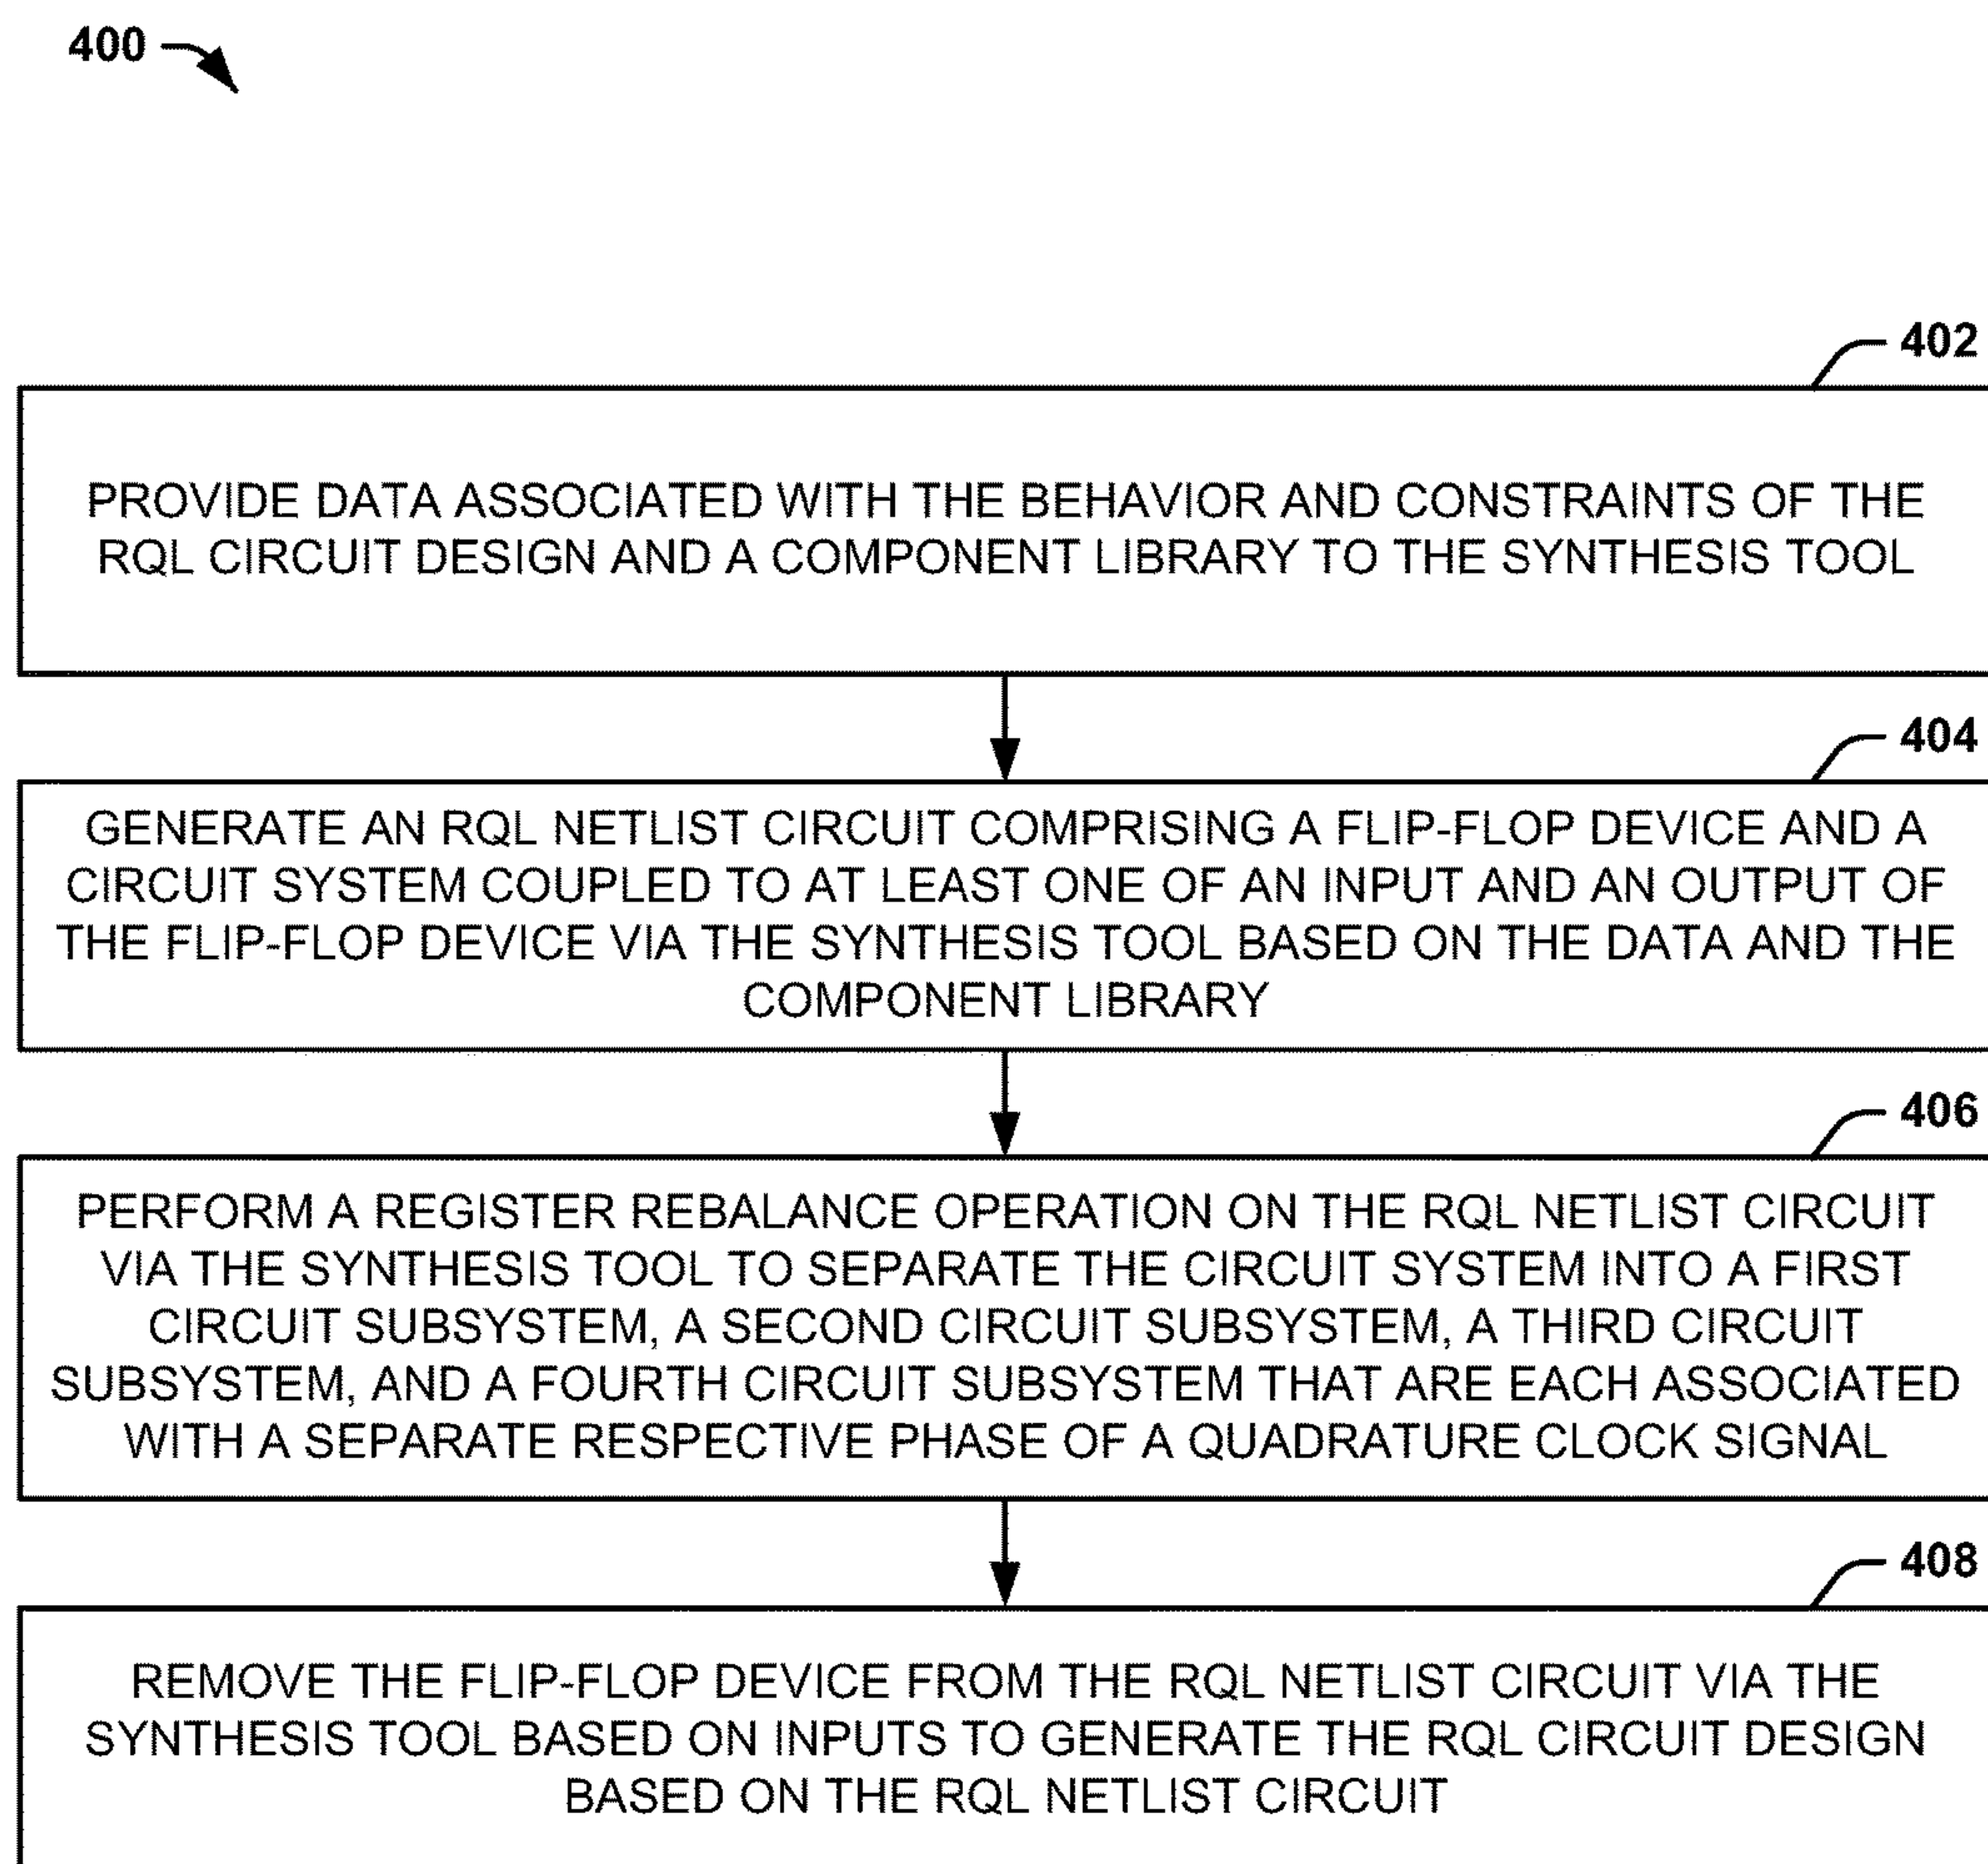 400
402
PROVIDE DATA ASSOCIATED WITH THE BEHAVIOR AND CONSTRAINTS OF THE
RQL CIRCUIT DESIGN AND A COMPONENT LIBRARY TO THE SYNTHESIS TOOL
404
GENERATE AN RQL NETLIST CIRCUIT COMPRISING A FLIP-FLOP DEVICE AND A
CIRCUIT SYSTEM COUPLED TO AT LEAST ONE OF AN INPUT AND AN OUTPUT OF
THE FLIP-FLOP DEVICE VIA THE SYNTHESIS TOOL BASED ON THE DATA AND THE
COMPONENT LIBRARY
406
PERFORM A REGISTER REBALANCE OPERATION ON THE RQL NETLIST CIRCUIT
VIA THE SYNTHESIS TOOL TO SEPARATE THE CIRCUIT SYSTEM INTO A FIRST
CIRCUIT SUBSYSTEM, A SECOND CIRCUIT SUBSYSTEM, A THIRD CIRCUIT
SUBSYSTEM, AND A FOURTH CIRCUIT SUBSYSTEM THAT ARE EACH ASSOCIATED
WITH A SEPARATE RESPECTIVE PHASE OF A QUADRATURE CLOCK SIGNAL
408
REMOVE THE FLIP-FLOP DEVICE FROM THE RQL NETLIST CIRCUIT VIA THE
SYNTHESIS TOOL BASED ON INPUTS TO GENERATE THE RQL CIRCUIT DESIGN
BASED ON THE RQL NETLIST CIRCUIT